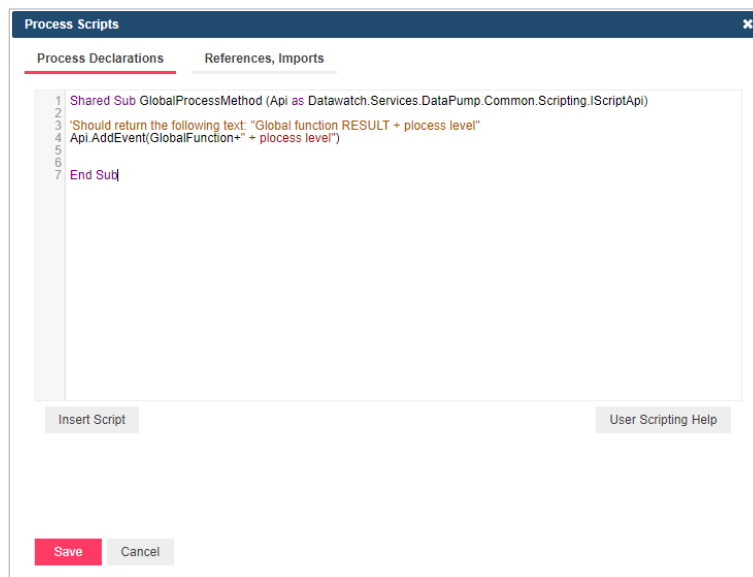 Process Scripts
Process Declarations References, Imports
1 Shared Sub GlobalProcessMethod (Api as Datawatch.Services.DataPump.Common.Scripting.IScriptApi)
2
3 'Should return the following text: "Global function RESULT + plocess level"
4 Api.AddEvent(GlobalFunction+" + plocess level")
5
6
7 End Sub
Insert Script User Scripting Help
Save Cancel